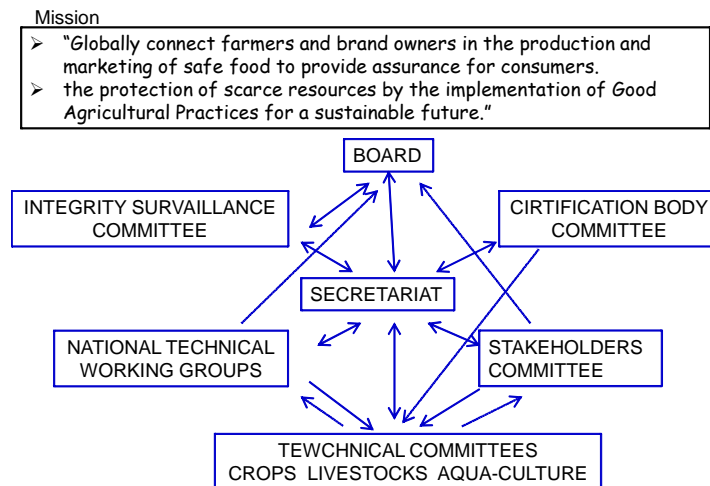 Mission
➢ “Globally connect farmers and brand owners in the production and
marketing of safe food to provide assurance for consumers.
➢ the protection of scarce resources by the implementation of Good
Agricultural Practices for a sustainable future.”
BOARD
INTEGRITY SURVAILLANCE
COMMITTEE
CIRTIFICATION BODY
COMMITTEE
SECRETARIAT
NATIONAL TECHNICAL
WORKING GROUPS
STAKEHOLDERS
COMMITTEE
TEWCHNICAL COMMITTEES
CROPS LIVESTOCKS AQUA-CULTURE